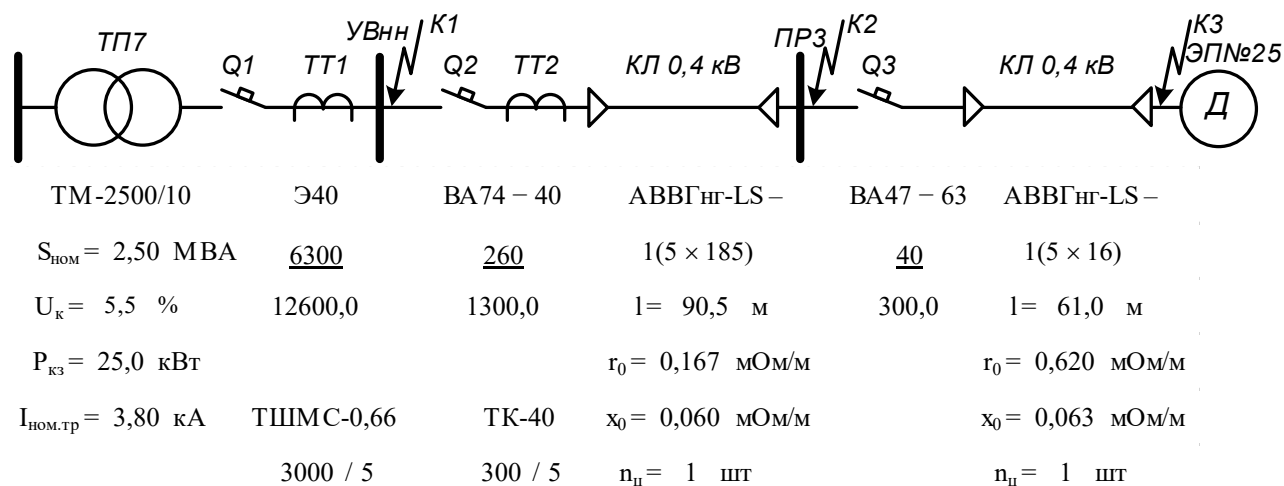 ТП7 Q1 ТТ1 УВнн К1 Q2 ТТ2 КЛ 0,4 кВ ПР3 К2 Q3 КЛ 0,4 кВ К3
ЭП№25
Д
ТМ-2500/10 Э40 ВА74 − 40 АВВГнг-LS – ВА47 − 63 АВВГнг-LS –
Sном = 2,50 МВА 6300 260 1(5 × 185) 40 1(5 × 16)
Uк = 5,5 % 12600,0 1300,0 l= 90,5 м 300,0 l= 61,0 м
Pкз = 25,0 кВт r0 = 0,167 мОм/м r0 = 0,620 мОм/м
Iном.тр = 3,80 кА ТШМС-0,66 ТК-40 x0 = 0,060 мОм/м x0 = 0,063 мОм/м
3000 / 5 300 / 5 nц = 1 шт nц = 1 шт